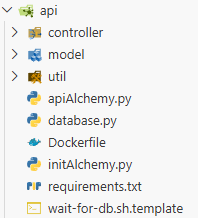 api
controller
model
util
apiAlchemy.py
database.py
Dockerfile
initAlchemy.py
requirements.txt
wait-for-db.sh.template